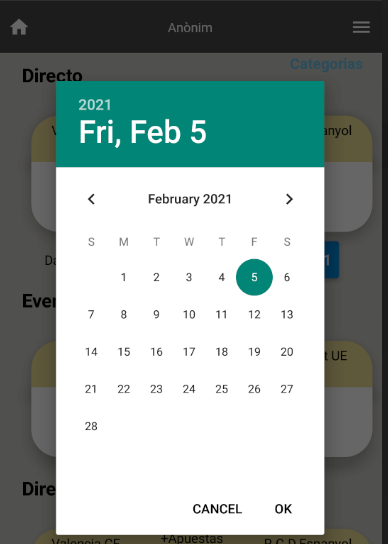 Anònim
Categorias
Directo
2021
Fri, Feb 5
February 2021
S M T W T F S
1 2 3 4 5 6
7 8 9 10 11 12 13
14 15 16 17 18 19 20
21 22 23 24 25 26 27
28
CANCEL OK
Valencia CF +Apuestas R.C.D Espanyol